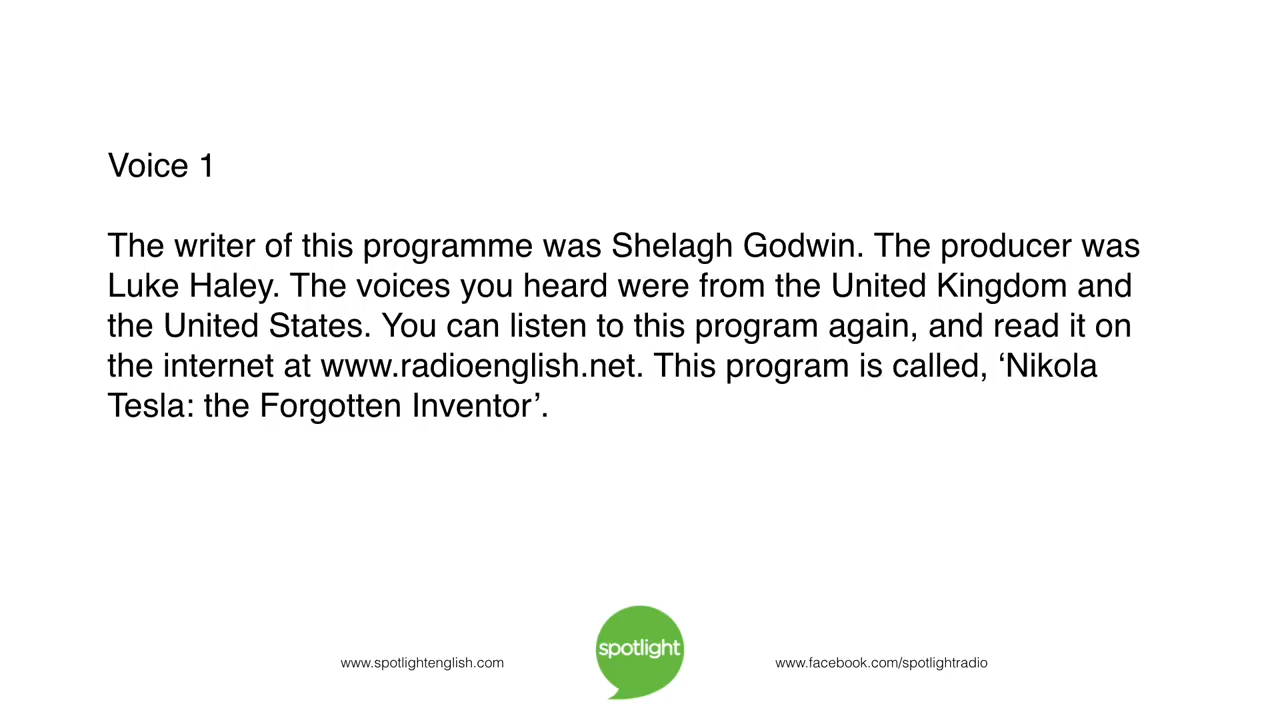 Voice 1
The writer of this programme was Shelagh Godwin. The producer was
Luke Haley. The voices you heard were from the United Kingdom and
the United States. You can listen to this program again, and read it on
the internet at www.radioenglish.net. This program is called, ‘Nikola
Tesla: the Forgotten Inventor’.
spotlight
www.spotlightenglish.com
www.facebook.com/spotlightradio